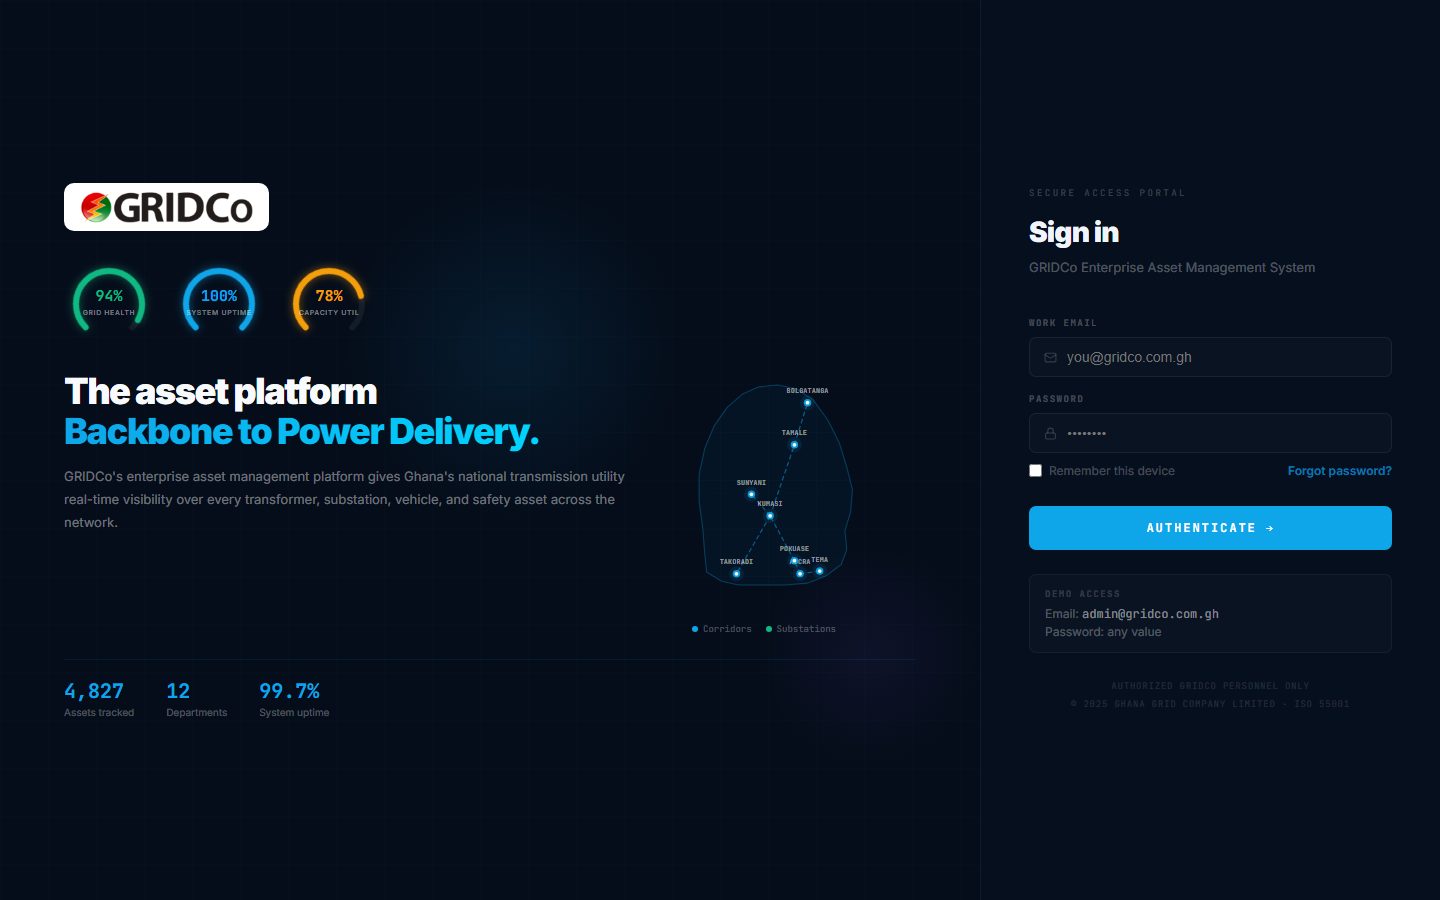 GRIDCo
94%
GRID HEALTH
100%
SYSTEM UPTIME
78%
CAPACITY UTIL
The asset platform
Backbone to Power Delivery.
GRIDCo's enterprise asset management platform gives Ghana's national transmission utility
real-time visibility over every transformer, substation, vehicle, and safety asset across the
network.
BOLGATANGA
TAMALE
SUNYANI
KUMASI
POKUASE
TAKORADI
ACCRA
TEMA
Corridors
Substations
4,827
Assets tracked
12
Departments
99.7%
System uptime
SECURE ACCESS PORTAL
Sign in
GRIDCo Enterprise Asset Management System
WORK EMAIL
you@gridco.com.gh
PASSWORD
••••••••
Remember this device
Forgot password?
AUTHENTICATE →
DEMO ACCESS
Email: admin@gridco.com.gh
Password: any value
AUTHORIZED GRIDCO PERSONNEL ONLY
© 2025 GHANA GRID COMPANY LIMITED · ISO 55001